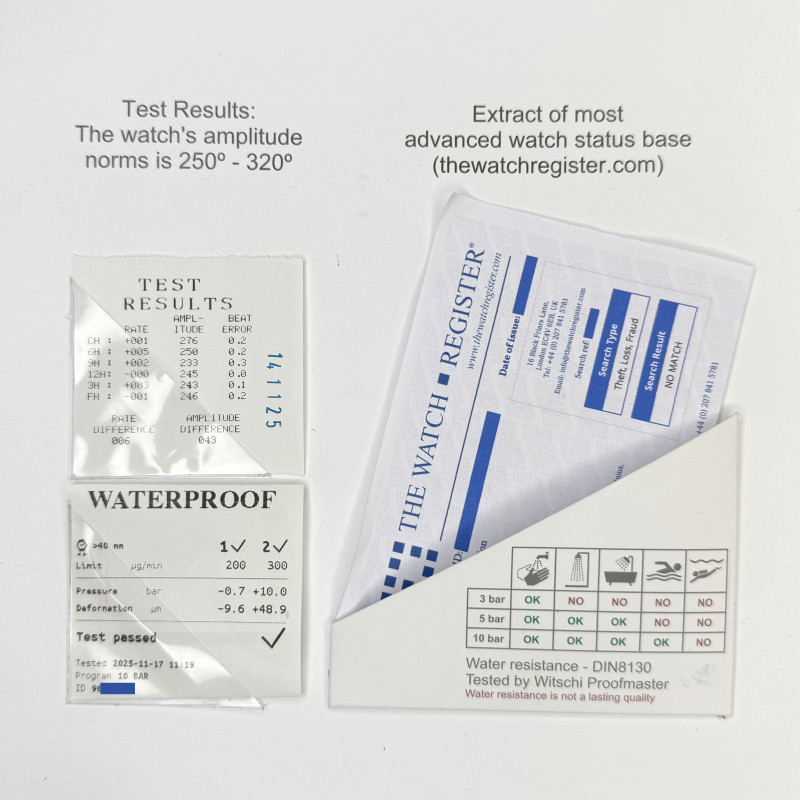 Test Results:
The watch's amplitude
norms is 250º - 320º
Extract of most
advanced watch status base
(thewatchregister.com)
TEST
RESULTS
AMPL- BEAT
RATE ITUDE ERROR
CH : +001 276 0.2
6H : +005 250 0.2
9H : +002 233 0.3
12H: -000 245 0.0
3H : +003 243 0.1
FH : -001 246 0.2
RATE AMPLITUDE
DIFFERENCE DIFFERENCE
006 043
141125
WATERPROOF
>40 mm 1✓ 2✓
Limit µg/min 200 300
Pressure bar -0.7 +10.0
Deformation µm -9.6 +48.9
Test passed ✓
Tested 2025-11-17 11:19
Program 10 BAR
ID 96
THE WATCH REGISTER®
www.thewatchregister.com
Date of issue:
16 Black Friars Lane,
London, EC4V 6EB, UK
Tel: +44 (0) 207 841 5781
Email: info@thewatchregister.com
Search ref:
Search Type
Theft, Loss, Fraud
Search Result
NO MATCH
+44 (0) 207 841 5781
ID:
3 bar OK NO NO NO NO
5 bar OK OK OK NO NO
10 bar OK OK OK OK NO
Water resistance - DIN8130
Tested by Witschi Proofmaster
Water resistance is not a lasting quality